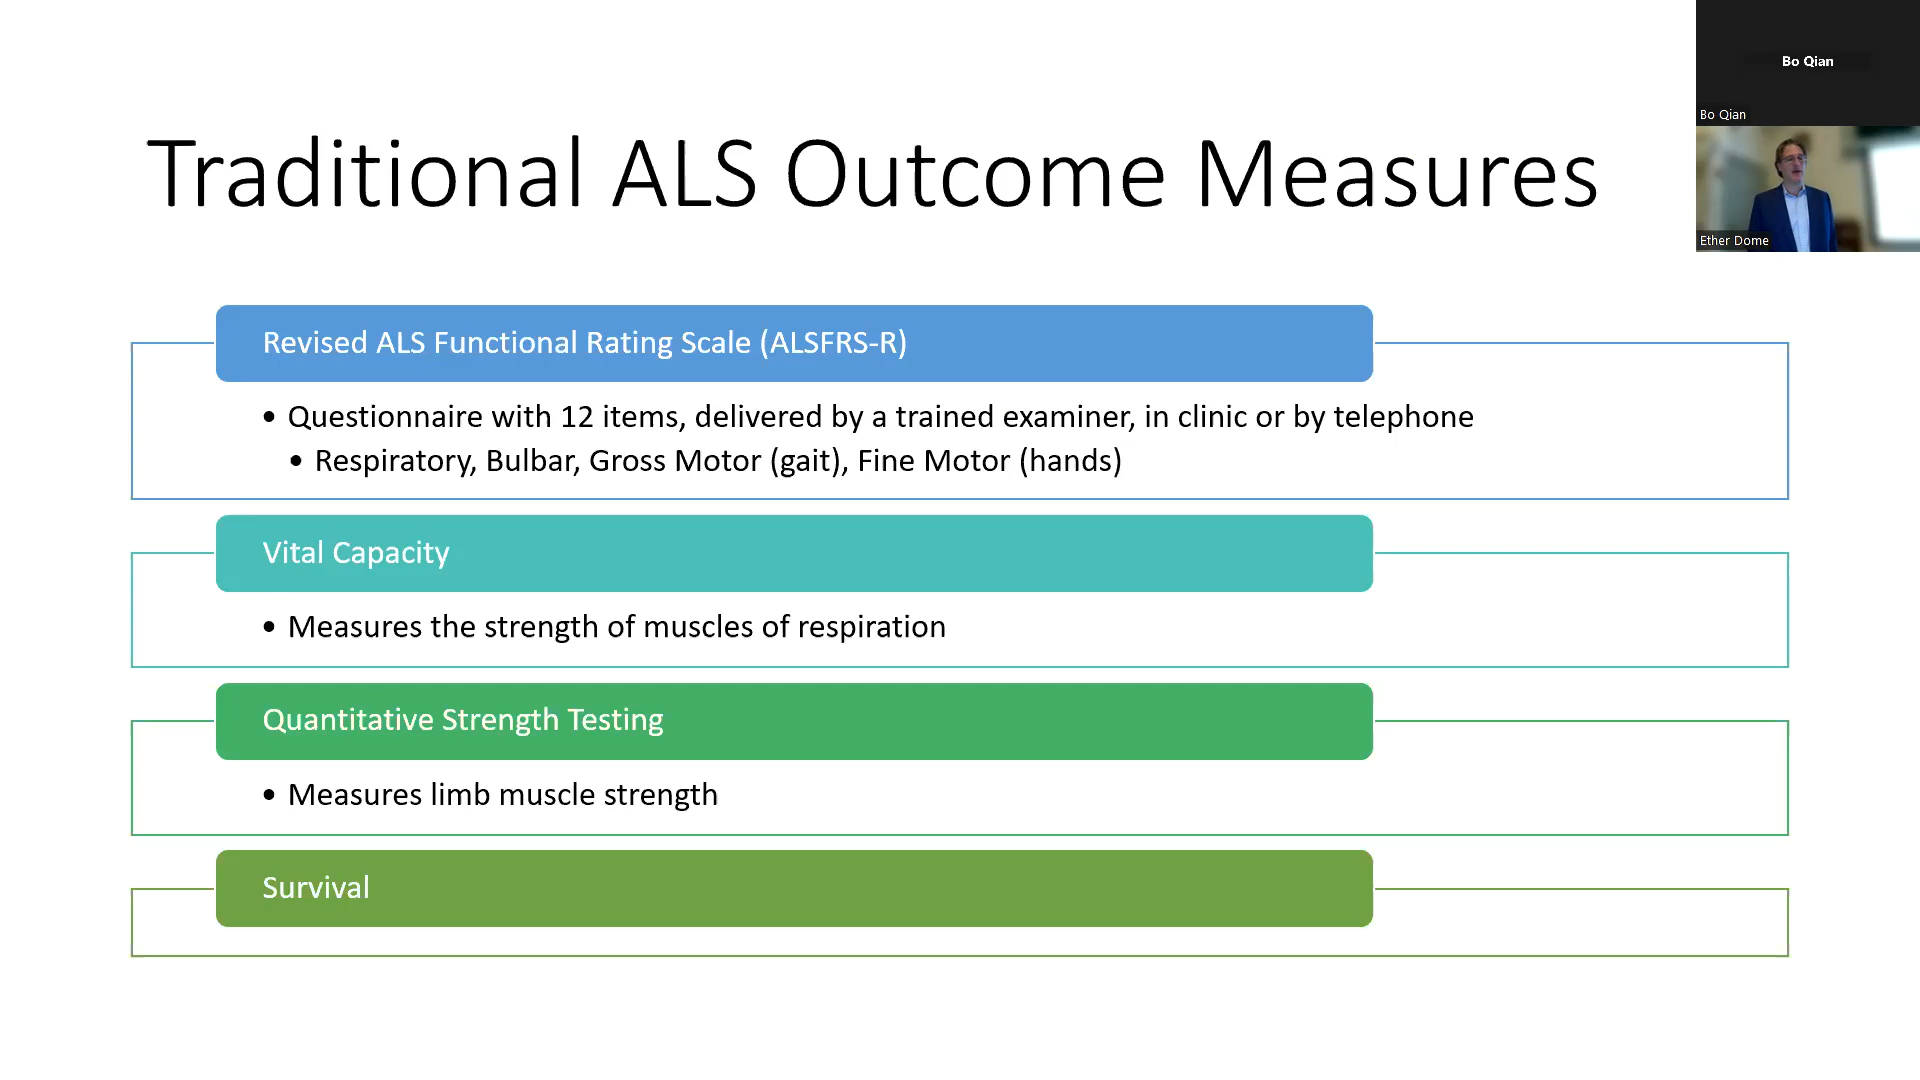 Traditional ALS Outcome Measures
Bo Qian
Bo Qian
Ether Dome
Revised ALS Functional Rating Scale (ALSFRS-R)
• Questionnaire with 12 items, delivered by a trained examiner, in clinic or by telephone
• Respiratory, Bulbar, Gross Motor (gait), Fine Motor (hands)
Vital Capacity
• Measures the strength of muscles of respiration
Quantitative Strength Testing
• Measures limb muscle strength
Survival